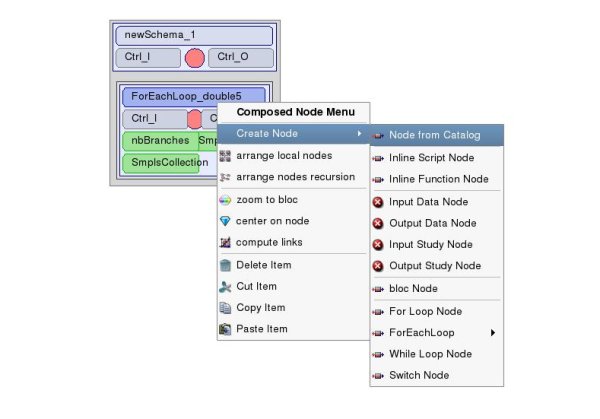 newSchema_1
Ctrl_I
Ctrl_O
ForEachLoop_double5
Ctrl_I
nbBranches
SmplsCollection
Composed Node Menu
Create Node
arrange local nodes
arrange nodes recursion
zoom to bloc
center on node
compute links
Delete Item
Cut Item
Copy Item
Paste Item
Node from Catalog
Inline Script Node
Inline Function Node
Input Data Node
Output Data Node
Input Study Node
Output Study Node
bloc Node
For Loop Node
ForEachLoop
While Loop Node
Switch Node